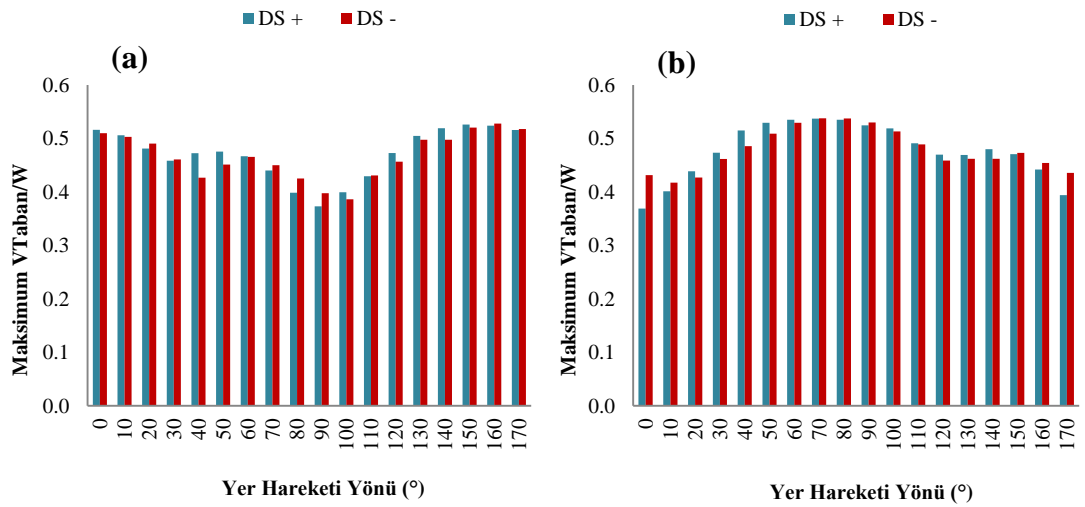 DS + DS -
(a)
Maksimum VTaban/W
0.6
0.5
0.4
0.3
0.2
0.1
0.0
0 10 20 30 40 50 60 70 80 90 100 110 120 130 140 150 160 170
Yer Hareketi Yönü (°)
DS + DS -
(b)
Maksimum VTaban/W
0.6
0.5
0.4
0.3
0.2
0.1
0.0
0 10 20 30 40 50 60 70 80 90 100 110 120 130 140 150 160 170
Yer Hareketi Yönü (°)